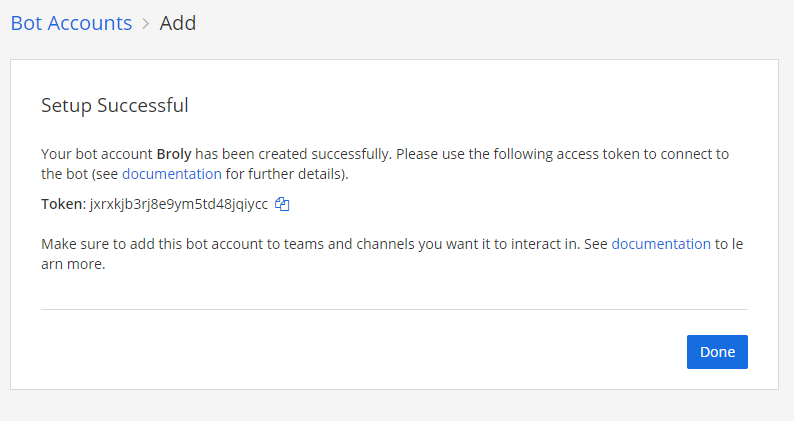 Bot Accounts > Add
Setup Successful
Your bot account Broly has been created successfully. Please use the following access token to connect to
the bot (see documentation for further details).
Token: jxrxkjb3rj8e9ym5td48jqiycc
Make sure to add this bot account to teams and channels you want it to interact in. See documentation to le
arn more.
Done